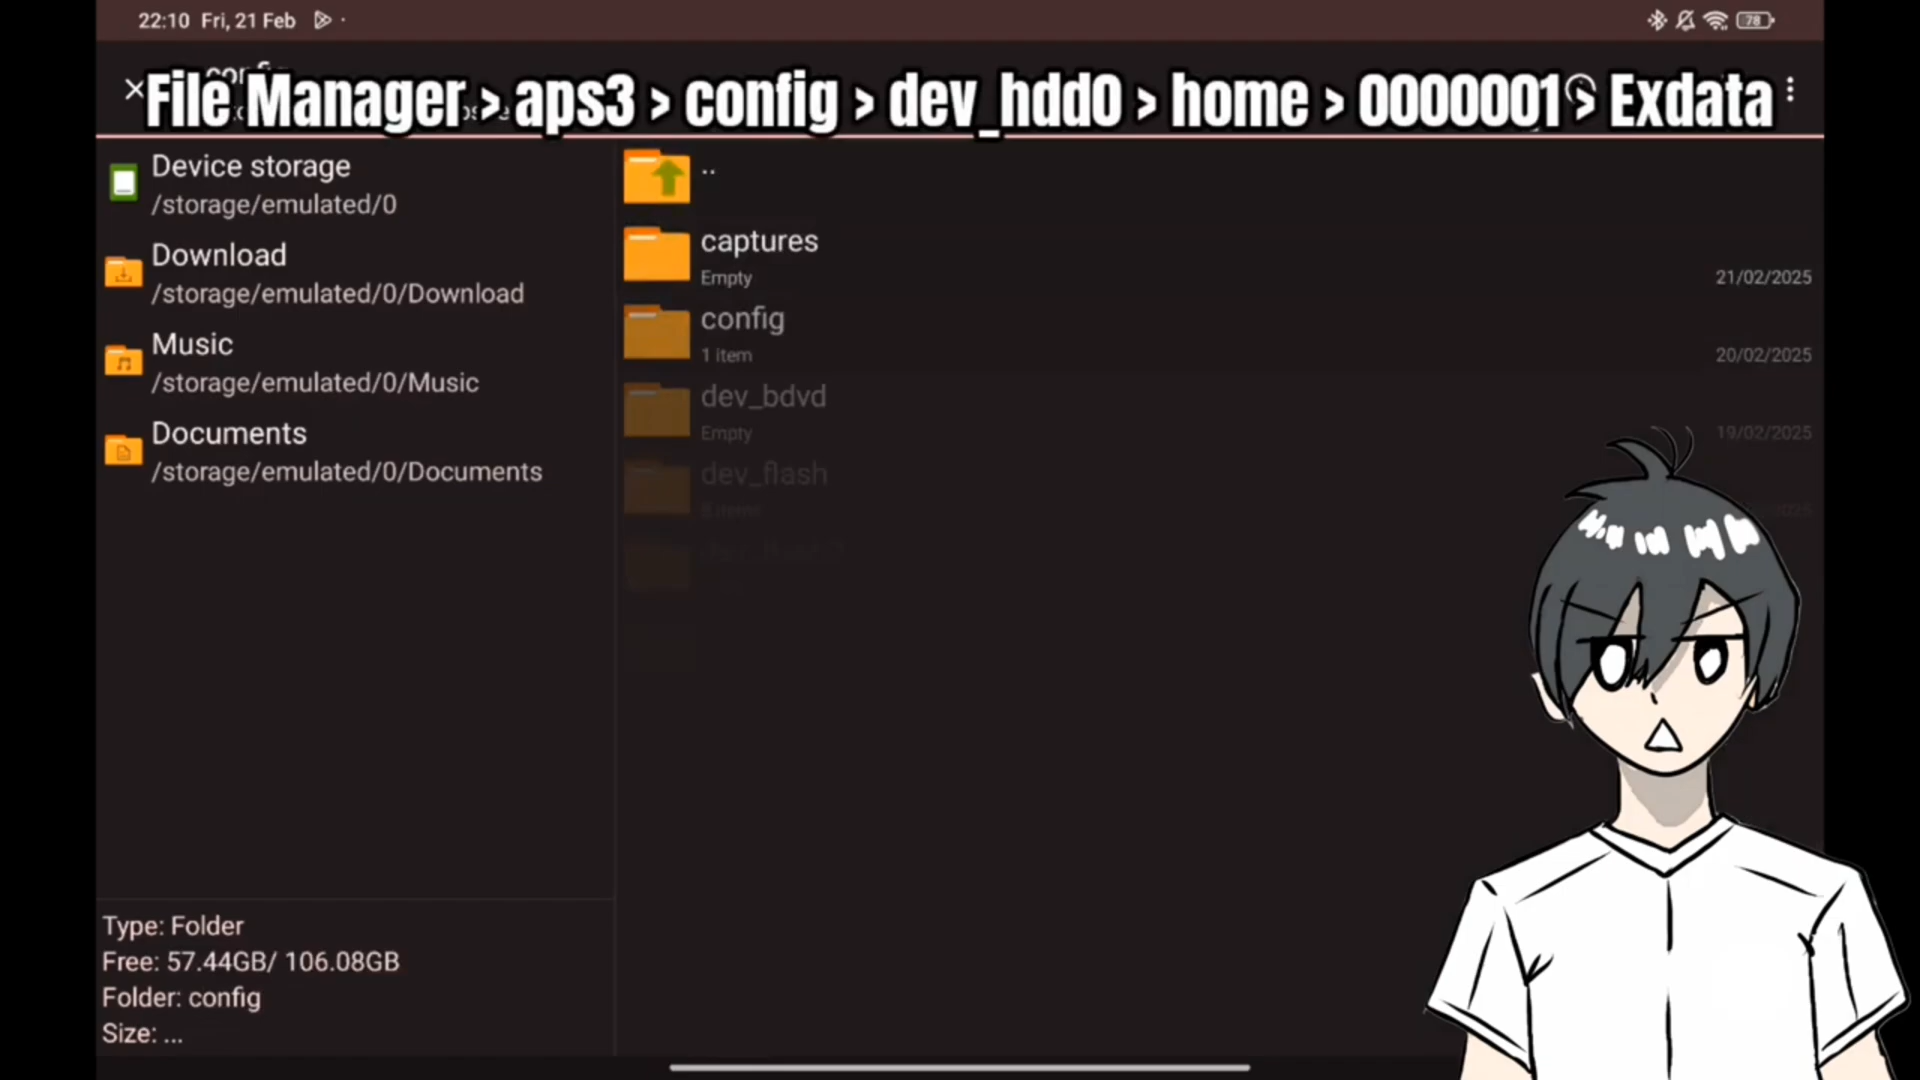 22:10 Fri, 21 Feb
78
File Manager > aps3 > config > dev_hdd0 > home > 0000001 > Exdata
Device storage
/storage/emulated/0
Download
/storage/emulated/0/Download
Music
/storage/emulated/0/Music
Documents
/storage/emulated/0/Documents
..
captures
Empty
21/02/2025
config
1 item
20/02/2025
dev_bdvd
Empty
19/02/2025
dev_flash
Type: Folder
Free: 57.44GB/ 106.08GB
Folder: config
Size: ...